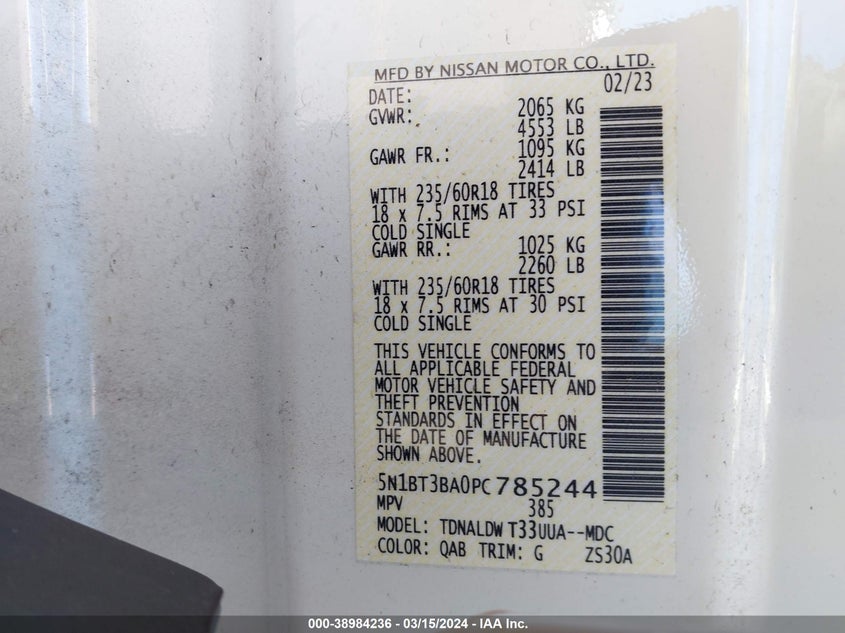 MFD BY NISSAN MOTOR CO., LTD.
DATE: 02/23
GVWR: 2065 KG
4553 LB
GAWR FR.: 1095 KG
2414 LB
WITH 235/60R18 TIRES
18 x 7.5 RIMS AT 33 PSI
COLD SINGLE
GAWR RR.: 1025 KG
2260 LB
WITH 235/60R18 TIRES
18 x 7.5 RIMS AT 30 PSI
COLD SINGLE
THIS VEHICLE CONFORMS TO
ALL APPLICABLE FEDERAL
MOTOR VEHICLE SAFETY AND
THEFT PREVENTION
STANDARDS IN EFFECT ON
THE DATE OF MANUFACTURE
SHOWN ABOVE.
5N1BT3BA0PC785244
MPV 385
MODEL: TDNALDW T33UUA--MDC
COLOR: QAB TRIM: G ZS30A
000-38984236 - 03/15/2024 - IAA Inc.